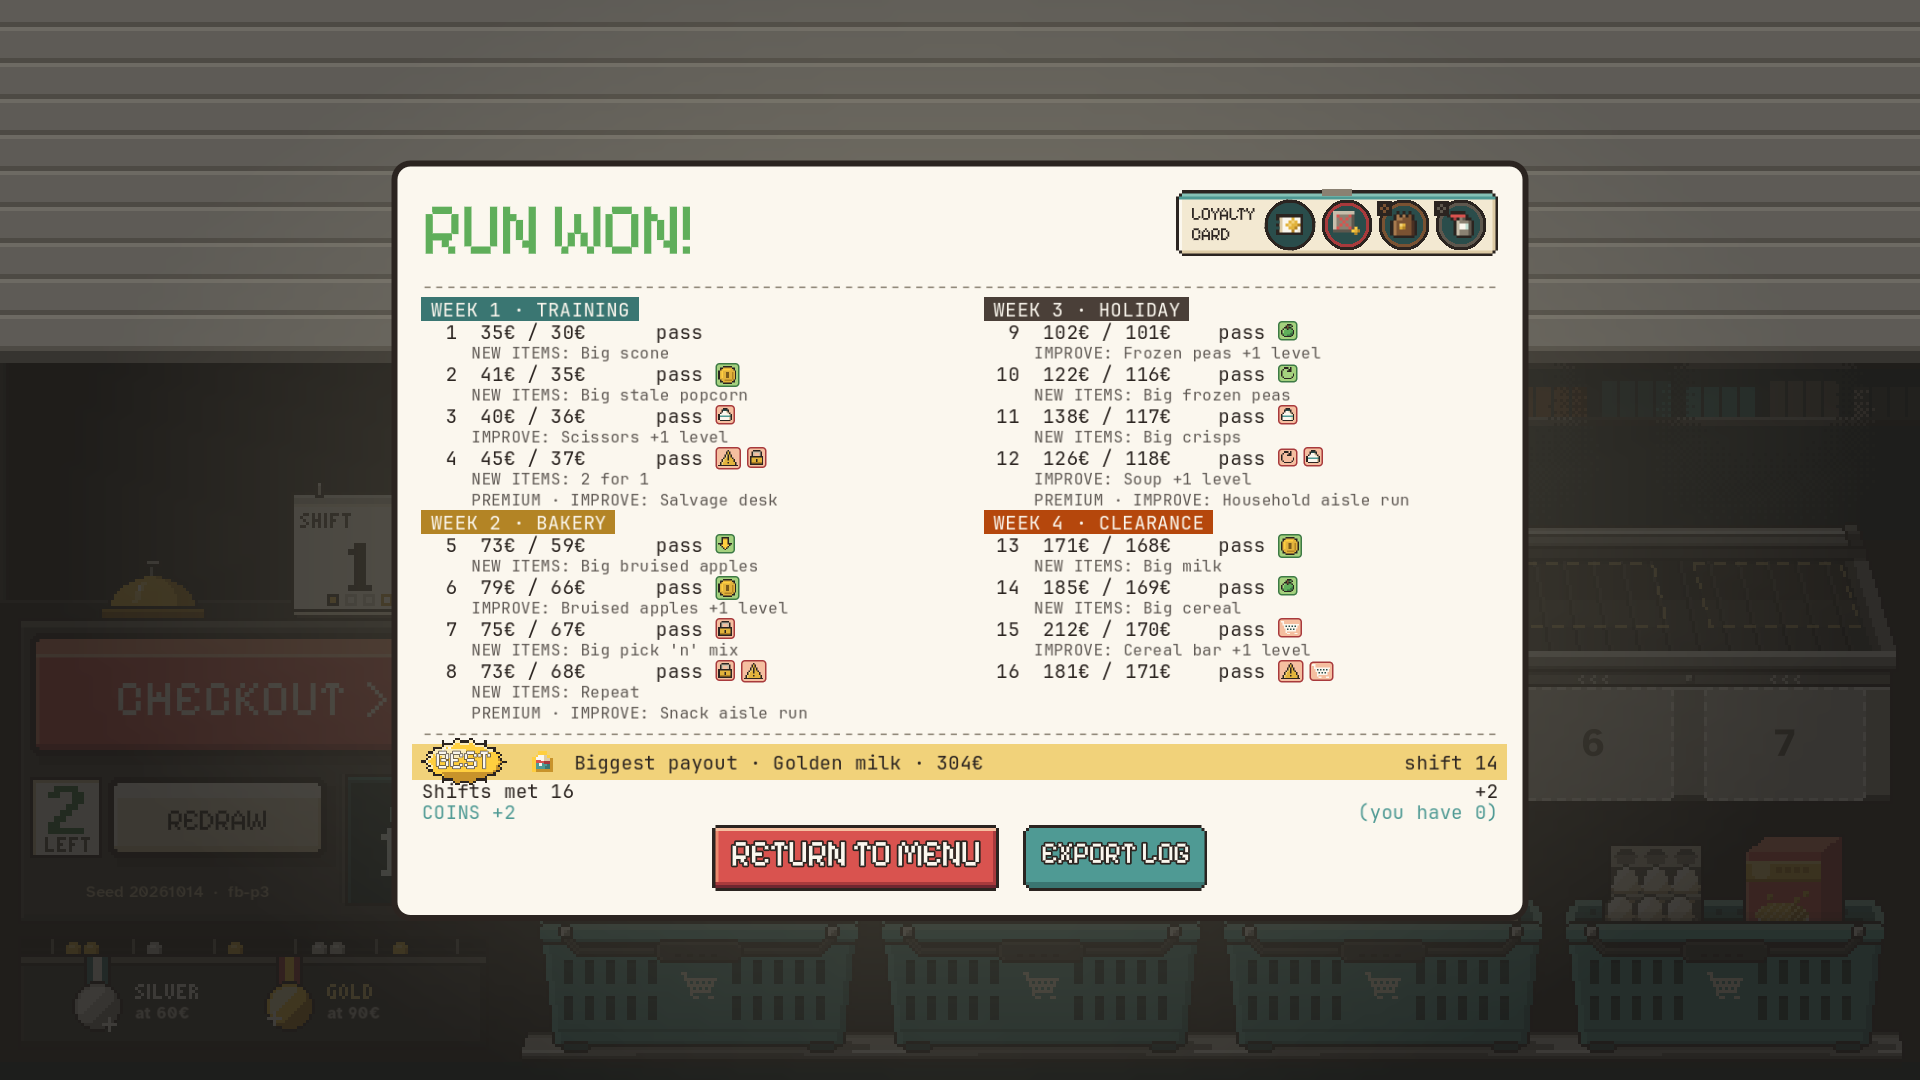 RUN WON!
LOYALTY
CARD
WEEK 1 · TRAINING
1 35€ / 30€ pass
NEW ITEMS: Big scone
2 41€ / 35€ pass
NEW ITEMS: Big stale popcorn
3 40€ / 36€ pass
IMPROVE: Scissors +1 level
4 45€ / 37€ pass
NEW ITEMS: 2 for 1
PREMIUM · IMPROVE: Salvage desk
WEEK 2 · BAKERY
5 73€ / 59€ pass
NEW ITEMS: Big bruised apples
6 79€ / 66€ pass
IMPROVE: Bruised apples +1 level
7 75€ / 67€ pass
NEW ITEMS: Big pick 'n' mix
8 73€ / 68€ pass
NEW ITEMS: Repeat
PREMIUM · IMPROVE: Snack aisle run
WEEK 3 · HOLIDAY
9 102€ / 101€ pass
IMPROVE: Frozen peas +1 level
10 122€ / 116€ pass
NEW ITEMS: Big frozen peas
11 138€ / 117€ pass
NEW ITEMS: Big crisps
12 126€ / 118€ pass
IMPROVE: Soup +1 level
PREMIUM · IMPROVE: Household aisle run
WEEK 4 · CLEARANCE
13 171€ / 168€ pass
NEW ITEMS: Big milk
14 185€ / 169€ pass
NEW ITEMS: Big cereal
15 212€ / 170€ pass
IMPROVE: Cereal bar +1 level
16 181€ / 171€ pass
BEST Biggest payout · Golden milk · 304€ shift 14
Shifts met 16 +2
COINS +2 (you have 0)
RETURN TO MENU
EXPORT LOG
SHIFT
1
CHECKOUT >
2
LEFT
REDRAW
Seed 20261014 · fb-p3
SILVER
at 60€
GOLD
at 90€
6
7